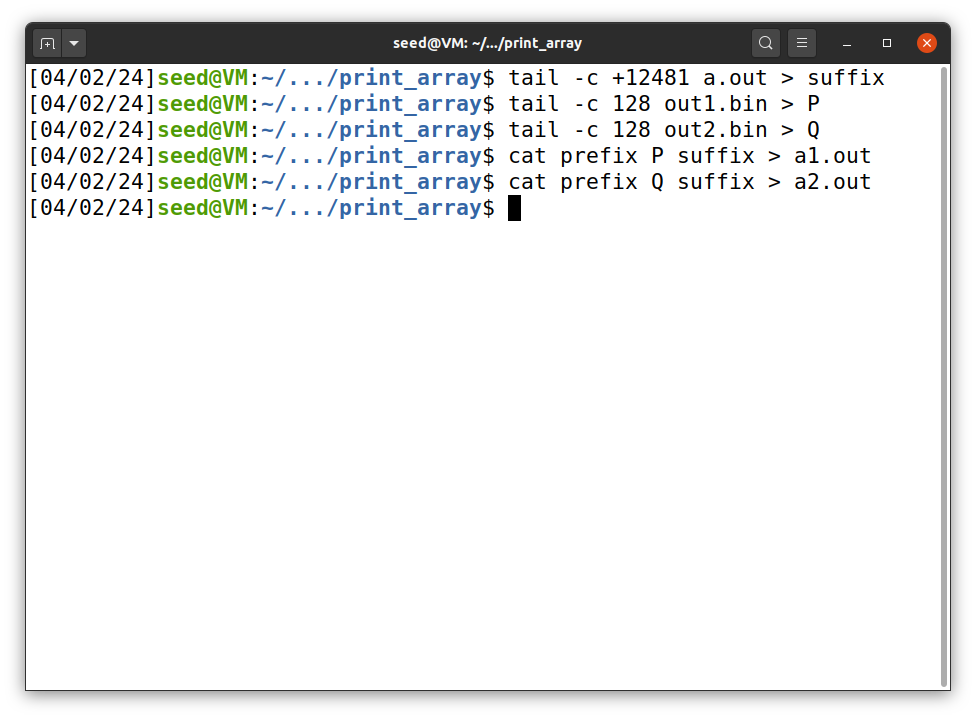 seed@VM: ~/.../print_array
[04/02/24]seed@VM:~/.../print_array$ tail -c +12481 a.out > suffix
[04/02/24]seed@VM:~/.../print_array$ tail -c 128 out1.bin > P
[04/02/24]seed@VM:~/.../print_array$ tail -c 128 out2.bin > Q
[04/02/24]seed@VM:~/.../print_array$ cat prefix P suffix > a1.out
[04/02/24]seed@VM:~/.../print_array$ cat prefix Q suffix > a2.out
[04/02/24]seed@VM:~/.../print_array$